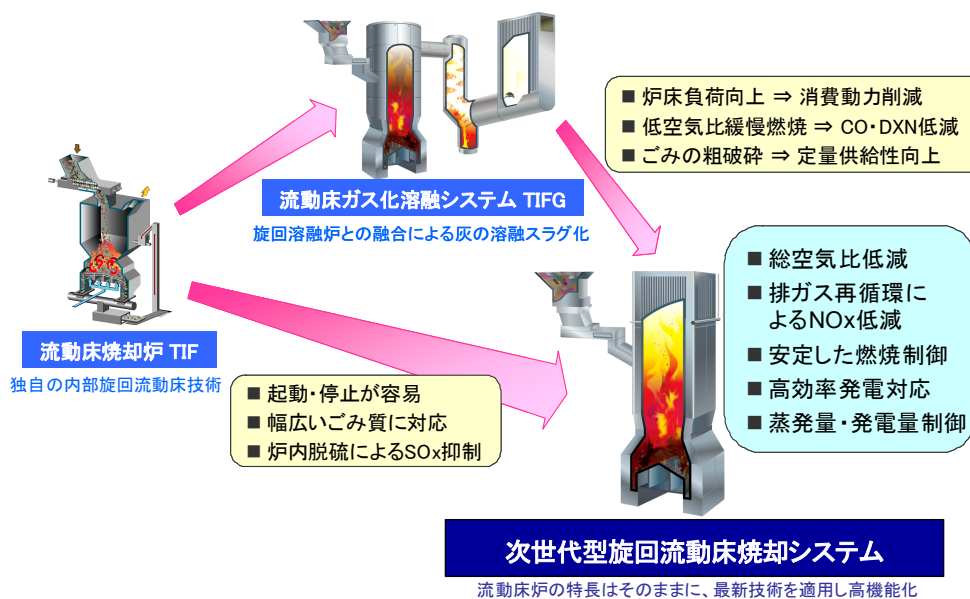 ■ 炉床負荷向上 ⇒ 消費動力削減
■ 低空気比緩慢燃焼 ⇒ CO・DXN低減
■ ごみの粗破砕 ⇒ 定量供給性向上
流動床ガス化溶融システム TIFG
旋回溶融炉との融合による灰の溶融スラグ化
■ 総空気比低減
■ 排ガス再循環に
よるNOx低減
■ 安定した燃焼制御
■ 高効率発電対応
■ 蒸発量・発電量制御
流動床焼却炉 TIF
独自の内部旋回流動床技術
■ 起動・停止が容易
■ 幅広いごみ質に対応
■ 炉内脱硫によるSOx抑制
次世代型旋回流動床焼却システム
流動床炉の特長はそのままに、最新技術を適用し高機能化